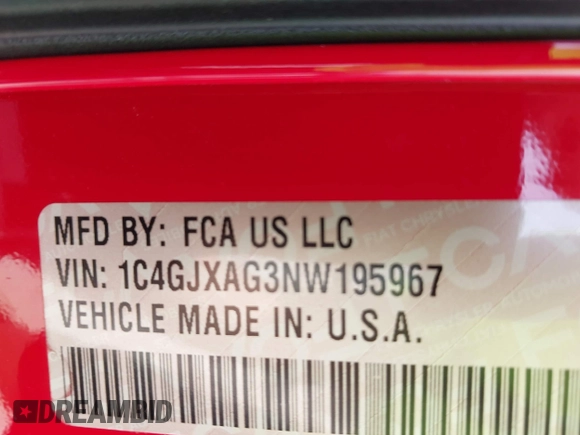 MFD BY: FCA US LLC
VIN: 1C4GJXAG3NW195967
VEHICLE MADE IN: U.S.A.
DREAMBID